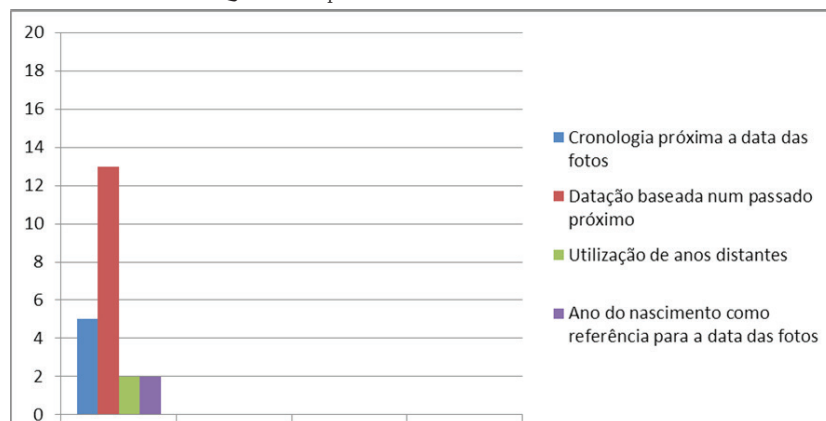 20
18
16
14
12
10
8
6
4
2
0
Cronologia próxima a data das
fotos
Datação baseada num passado
próximo
Utilização de anos distantes
Ano do nascimento como
referência para a data das fotos